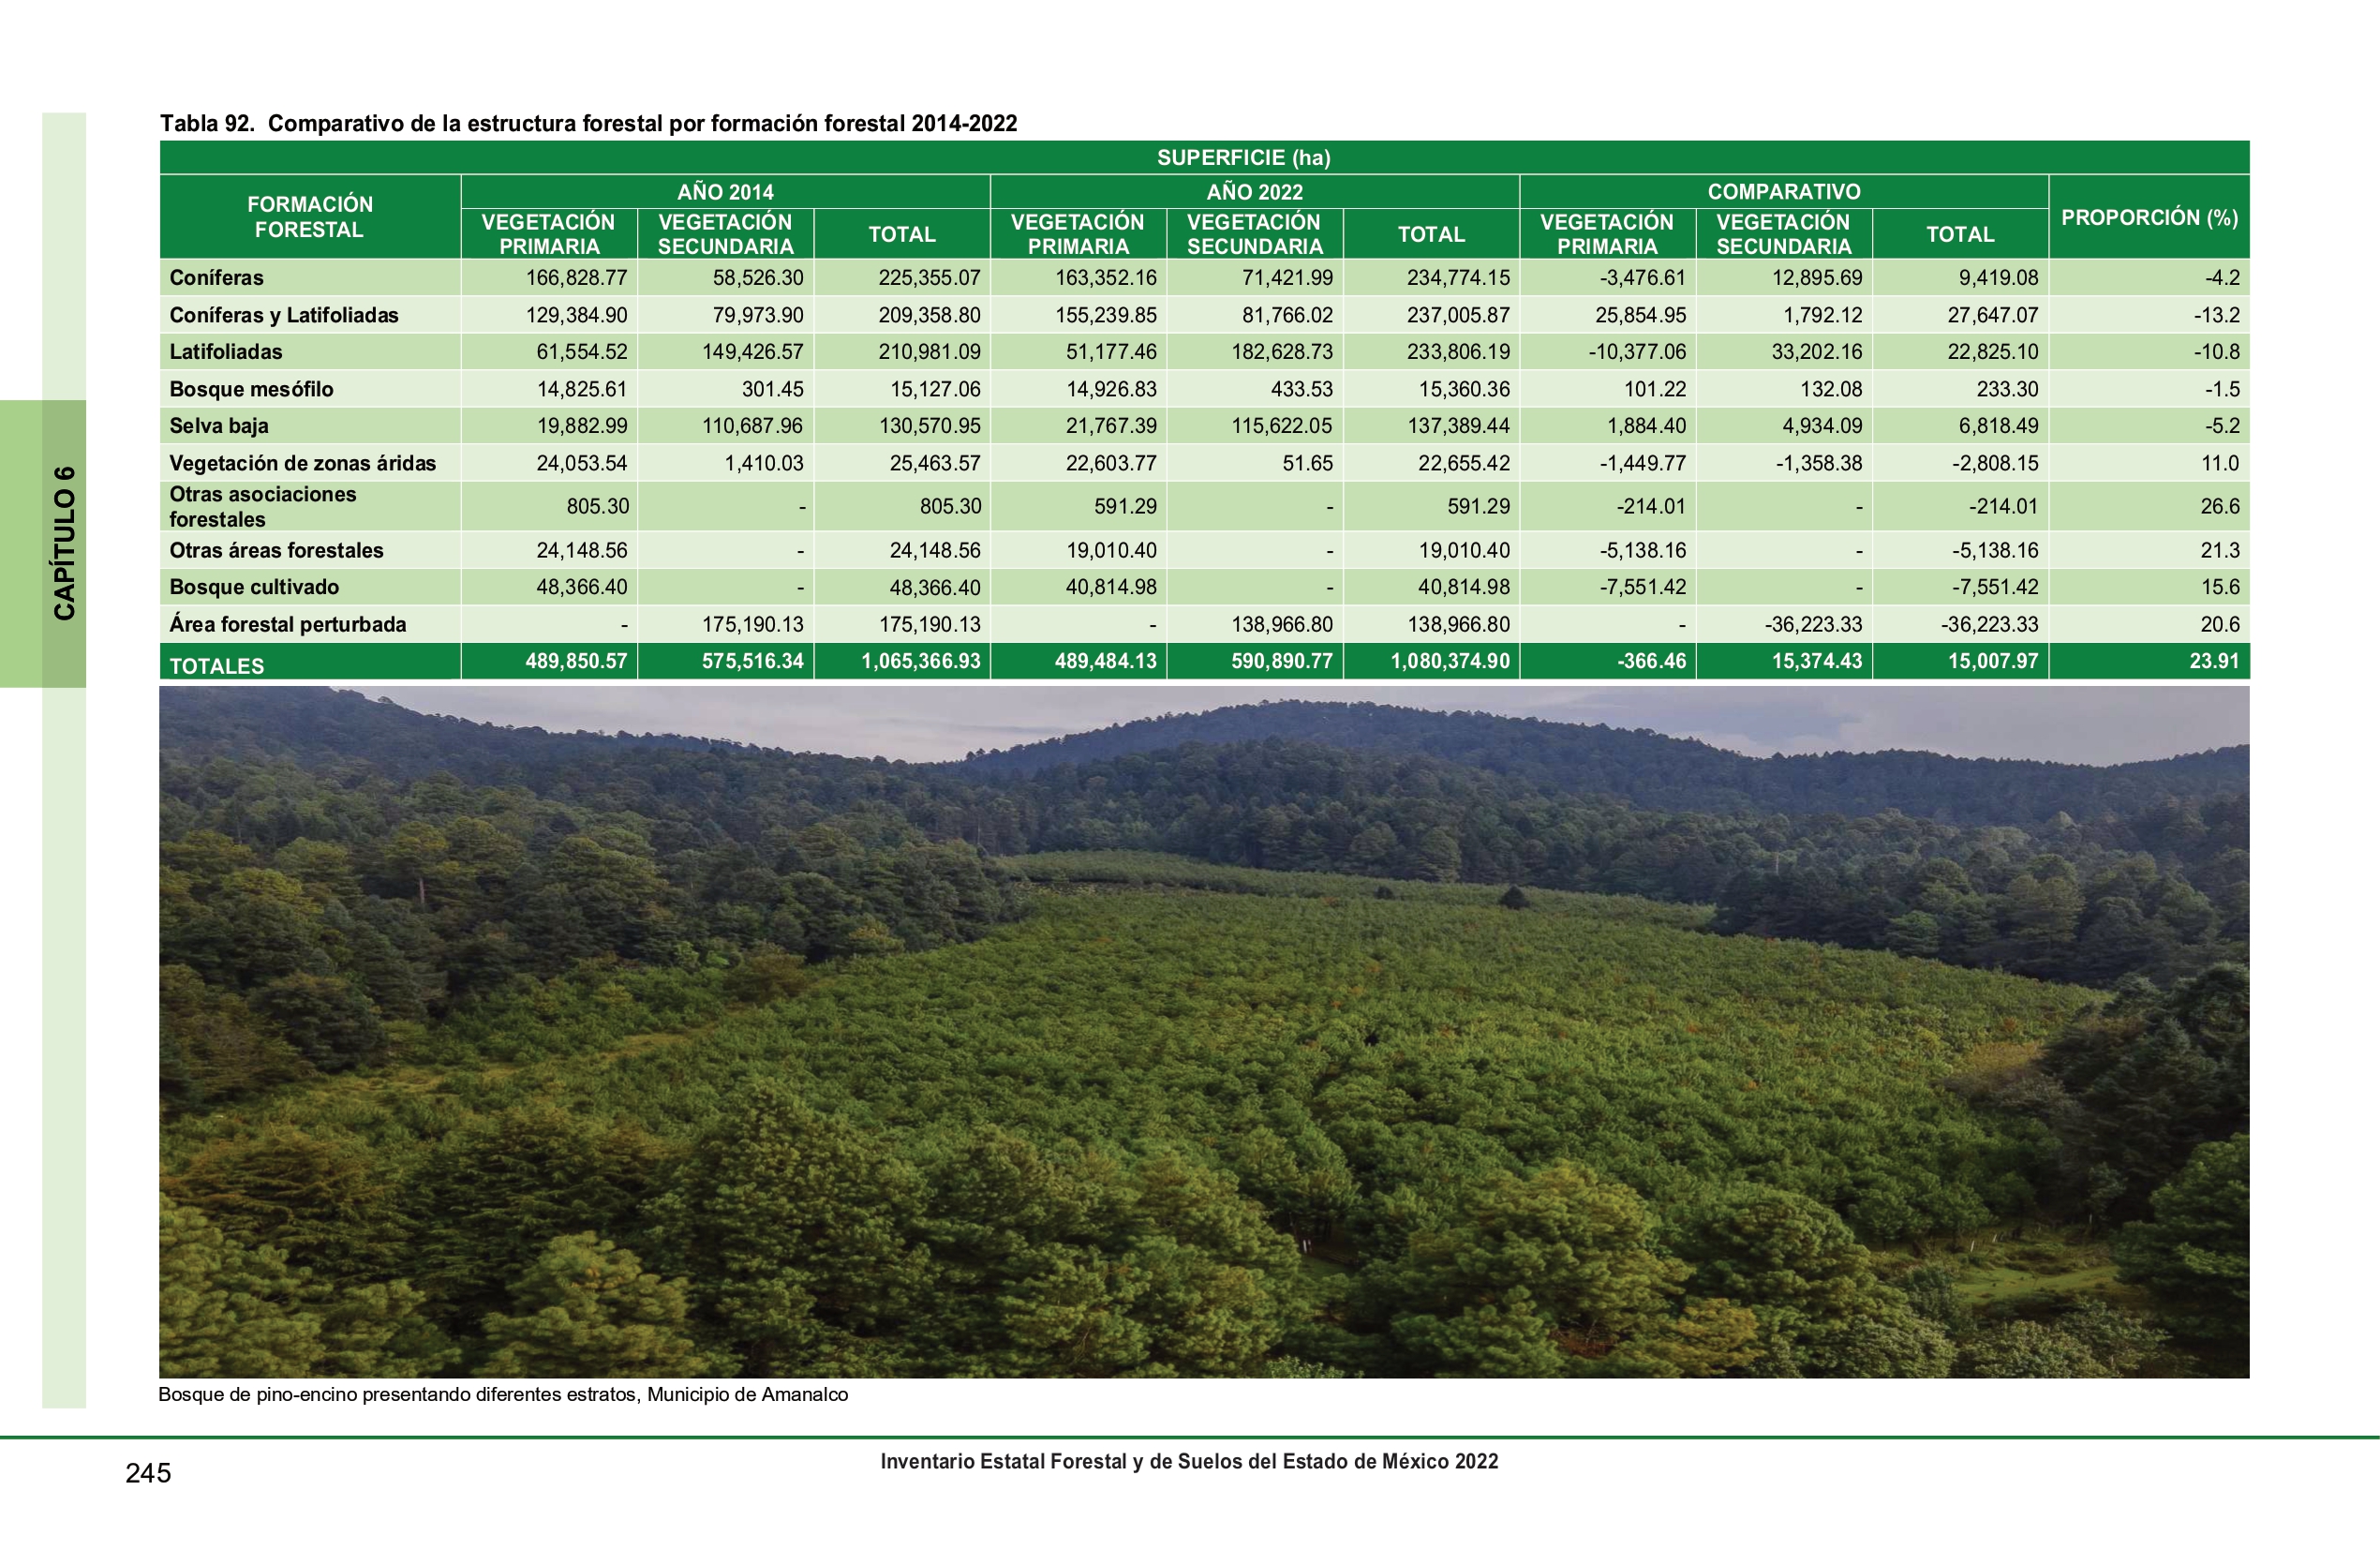 Tabla 92.  Comparativo de la estructura forestal por formación forestal 2014-2022
SUPERFICIE (ha)
FORMACIÓN FORESTAL AÑO 2014 AÑO 2022 COMPARATIVO PROPORCIÓN (%)
VEGETACIÓN PRIMARIA VEGETACIÓN SECUNDARIA TOTAL VEGETACIÓN PRIMARIA VEGETACIÓN SECUNDARIA TOTAL VEGETACIÓN PRIMARIA VEGETACIÓN SECUNDARIA TOTAL
Coníferas 166,828.77 58,526.30 225,355.07 163,352.16 71,421.99 234,774.15 -3,476.61 12,895.69 9,419.08 -4.2
Coníferas y Latifoliadas 129,384.90 79,973.90 209,358.80 155,239.85 81,766.02 237,005.87 25,854.95 1,792.12 27,647.07 -13.2
Latifoliadas 61,554.52 149,426.57 210,981.09 51,177.46 182,628.73 233,806.19 -10,377.06 33,202.16 22,825.10 -10.8
Bosque mesófilo 14,825.61 301.45 15,127.06 14,926.83 433.53 15,360.36 101.22 132.08 233.30 -1.5
Selva baja 19,882.99 110,687.96 130,570.95 21,767.39 115,622.05 137,389.44 1,884.40 4,934.09 6,818.49 -5.2
Vegetación de zonas áridas 24,053.54 1,410.03 25,463.57 22,603.77 51.65 22,655.42 -1,449.77 -1,358.38 -2,808.15 11.0
Otras asociaciones forestales 805.30 - 805.30 591.29 - 591.29 -214.01 - -214.01 26.6
Otras áreas forestales 24,148.56 - 24,148.56 19,010.40 - 19,010.40 -5,138.16 - -5,138.16 21.3
Bosque cultivado 48,366.40 - 48,366.40 40,814.98 - 40,814.98 -7,551.42 - -7,551.42 15.6
Área forestal perturbada - 175,190.13 175,190.13 - 138,966.80 138,966.80 - -36,223.33 -36,223.33 20.6
TOTALES 489,850.57 575,516.34 1,065,366.93 489,484.13 590,890.77 1,080,374.90 -366.46 15,374.43 15,007.97 23.91
CAPÍTULO 6
Bosque de pino-encino presentando diferentes estratos, Municipio de Amanalco
245
Inventario Estatal Forestal y de Suelos del Estado de México 2022